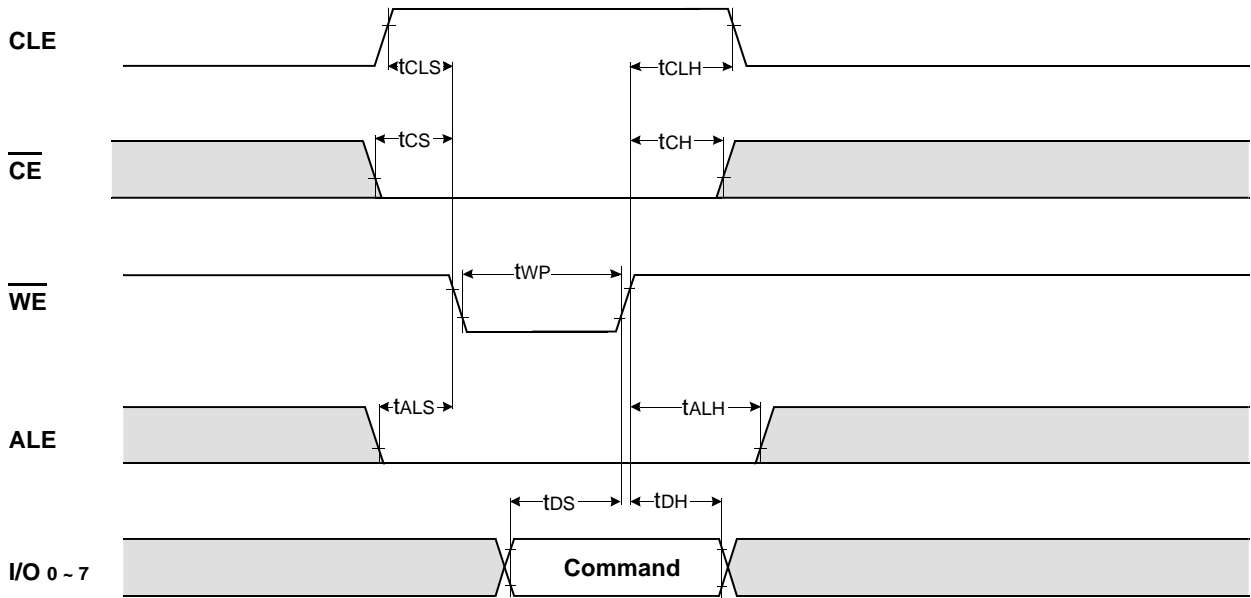 CLE
tCLS
tCLH
CE
tCS
tCH
WE
tWP
ALE
tALS
tALH
tDS
tDH
I/O 0 ~ 7
Command